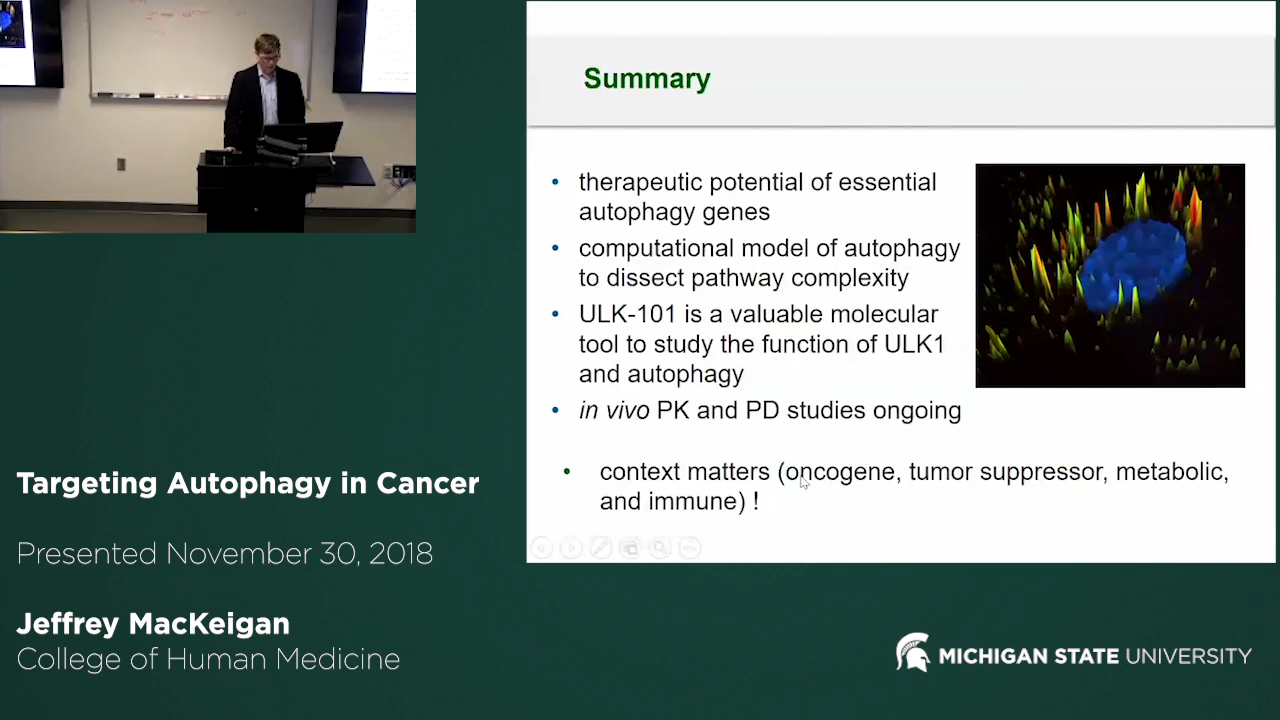 Summary
• therapeutic potential of essential
autophagy genes
• computational model of autophagy
to dissect pathway complexity
• ULK-101 is a valuable molecular
tool to study the function of ULK1
and autophagy
• in vivo PK and PD studies ongoing
• context matters (oncogene, tumor suppressor, metabolic,
and immune) !
Targeting Autophagy in Cancer
Presented November 30, 2018
Jeffrey MacKeigan
College of Human Medicine
MICHIGAN STATE UNIVERSITY